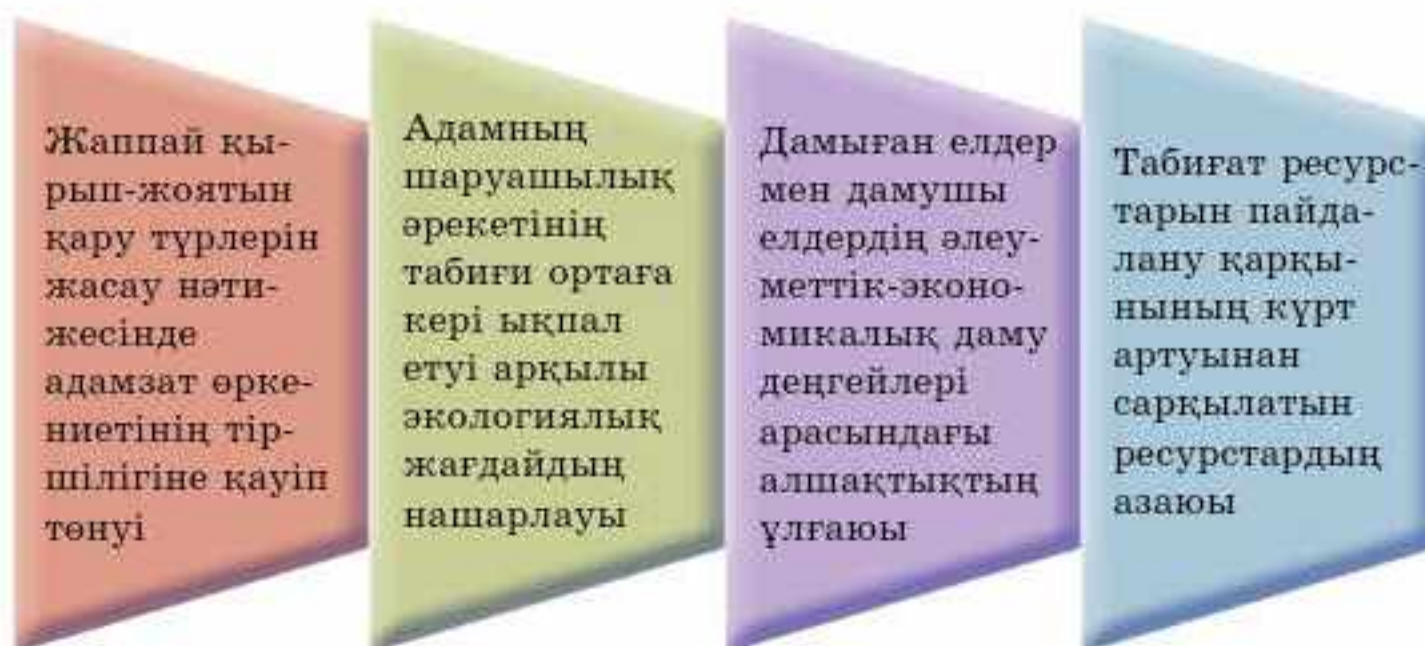 Жаппай қы-
рып-жоятын
қару түрлерін
жасау нәти-
жесінде
адамзат өрке-
ниетінің тір-
шілігіне қауіп
төнуі
Адамның
шаруашылық
әрекетінің
табиғи ортаға
кері ықпал
етуі арқылы
экологиялық
жағдайдың
нашарлауы
Дамыған елдер
мен дамушы
елдердің әлеу-
меттік-эконо-
микалық даму
деңгейлері
арасындағы
алшақтықтың
ұлғаюы
Табиғат ресурс-
тарын пайда-
лану қарқы-
нының күрт
артуынан
сарқылатын
ресурстардың
азаюы